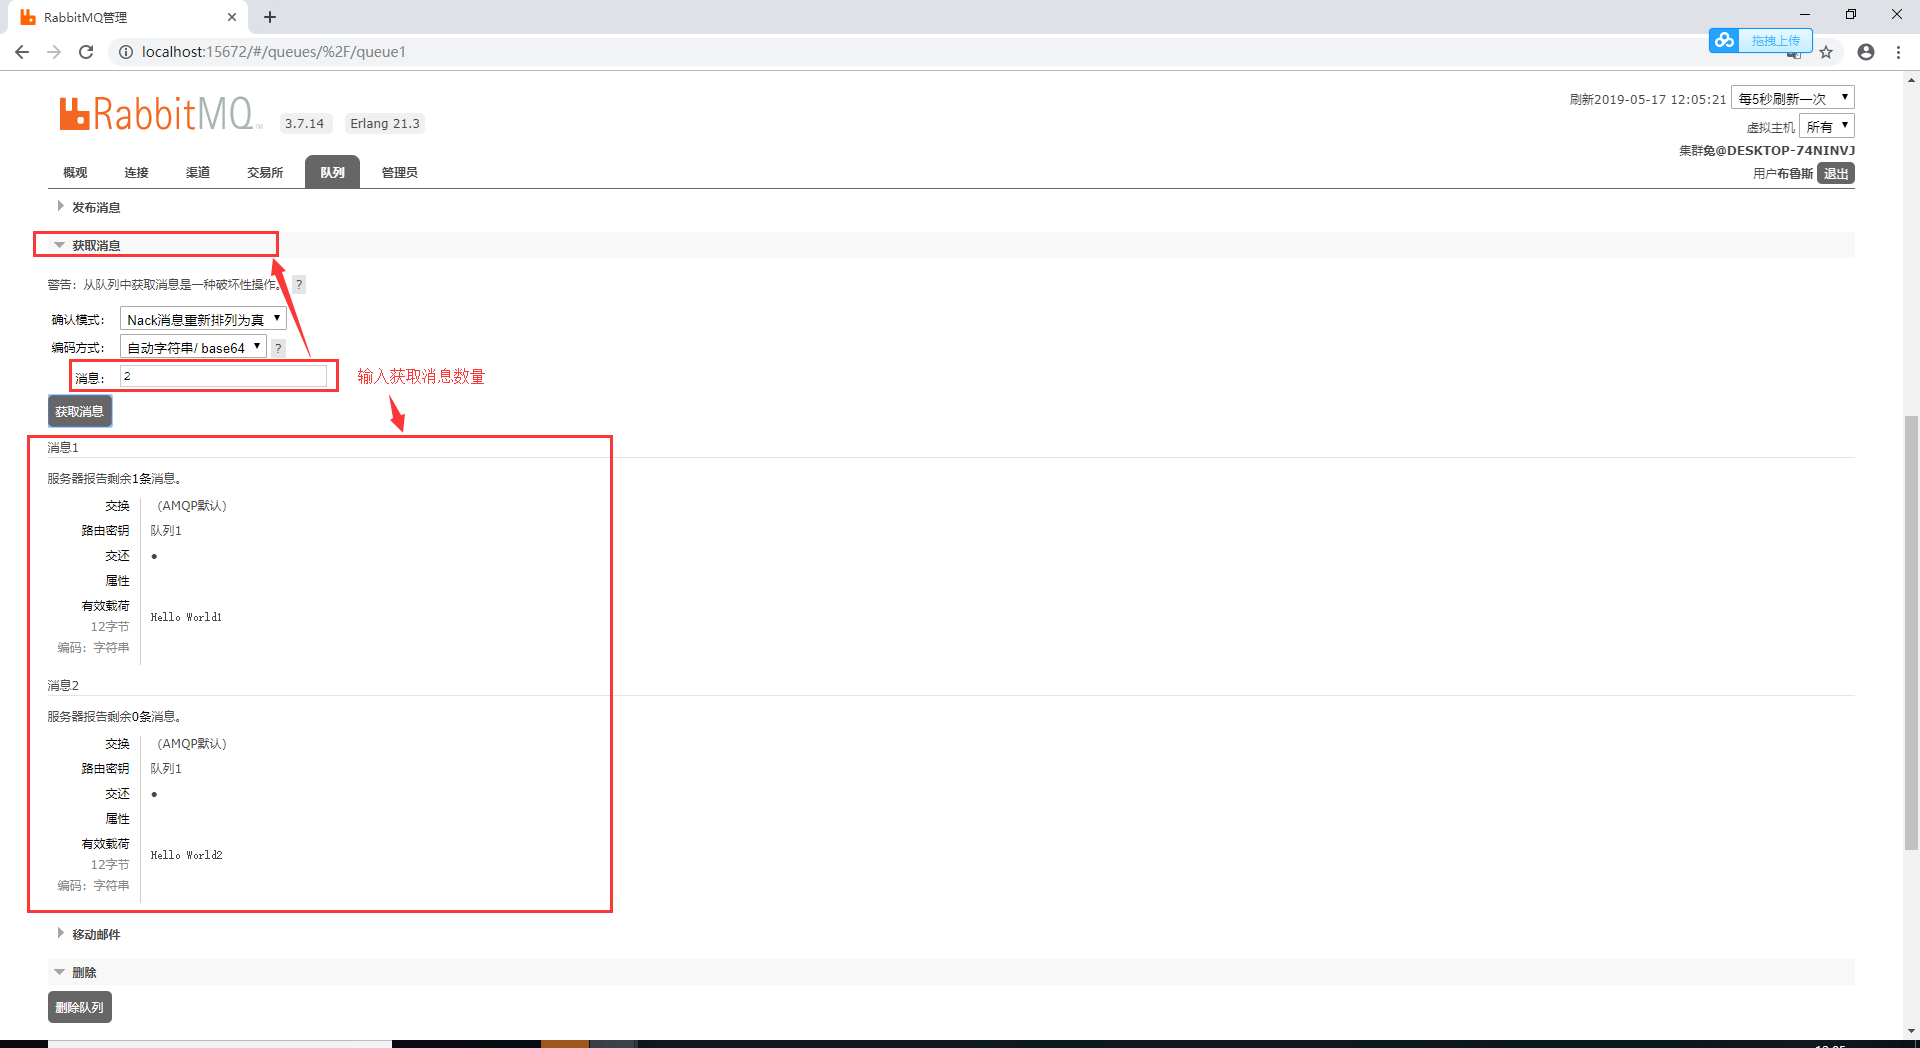 RabbitMQ管理
localhost:15672/#/queues/%2F/queue1
拖拽上传
RabbitMQ TM
3.7.14
Erlang 21.3
刷新2019-05-17 12:05:21 每5秒刷新一次
虚拟主机 所有
集群兔@DESKTOP-74NINVJ
用户布鲁斯 退出
概观 连接 渠道 交易所 队列 管理员
发布消息
获取消息
警告：从队列中获取消息是一种破坏性操作。 ?
确认模式： Nack消息重新排列为真
编码方式： 自动字符串/ base64 ?
消息： 2
输入获取消息数量
获取消息
消息1
服务器报告剩余1条消息。
交换 （AMQP默认）
路由密钥 队列1
交还 ●
属性
有效载荷
12字节
编码：字符串
Hello World1
消息2
服务器报告剩余0条消息。
交换 （AMQP默认）
路由密钥 队列1
交还 ●
属性
有效载荷
12字节
编码：字符串
Hello World2
移动邮件
删除
删除队列